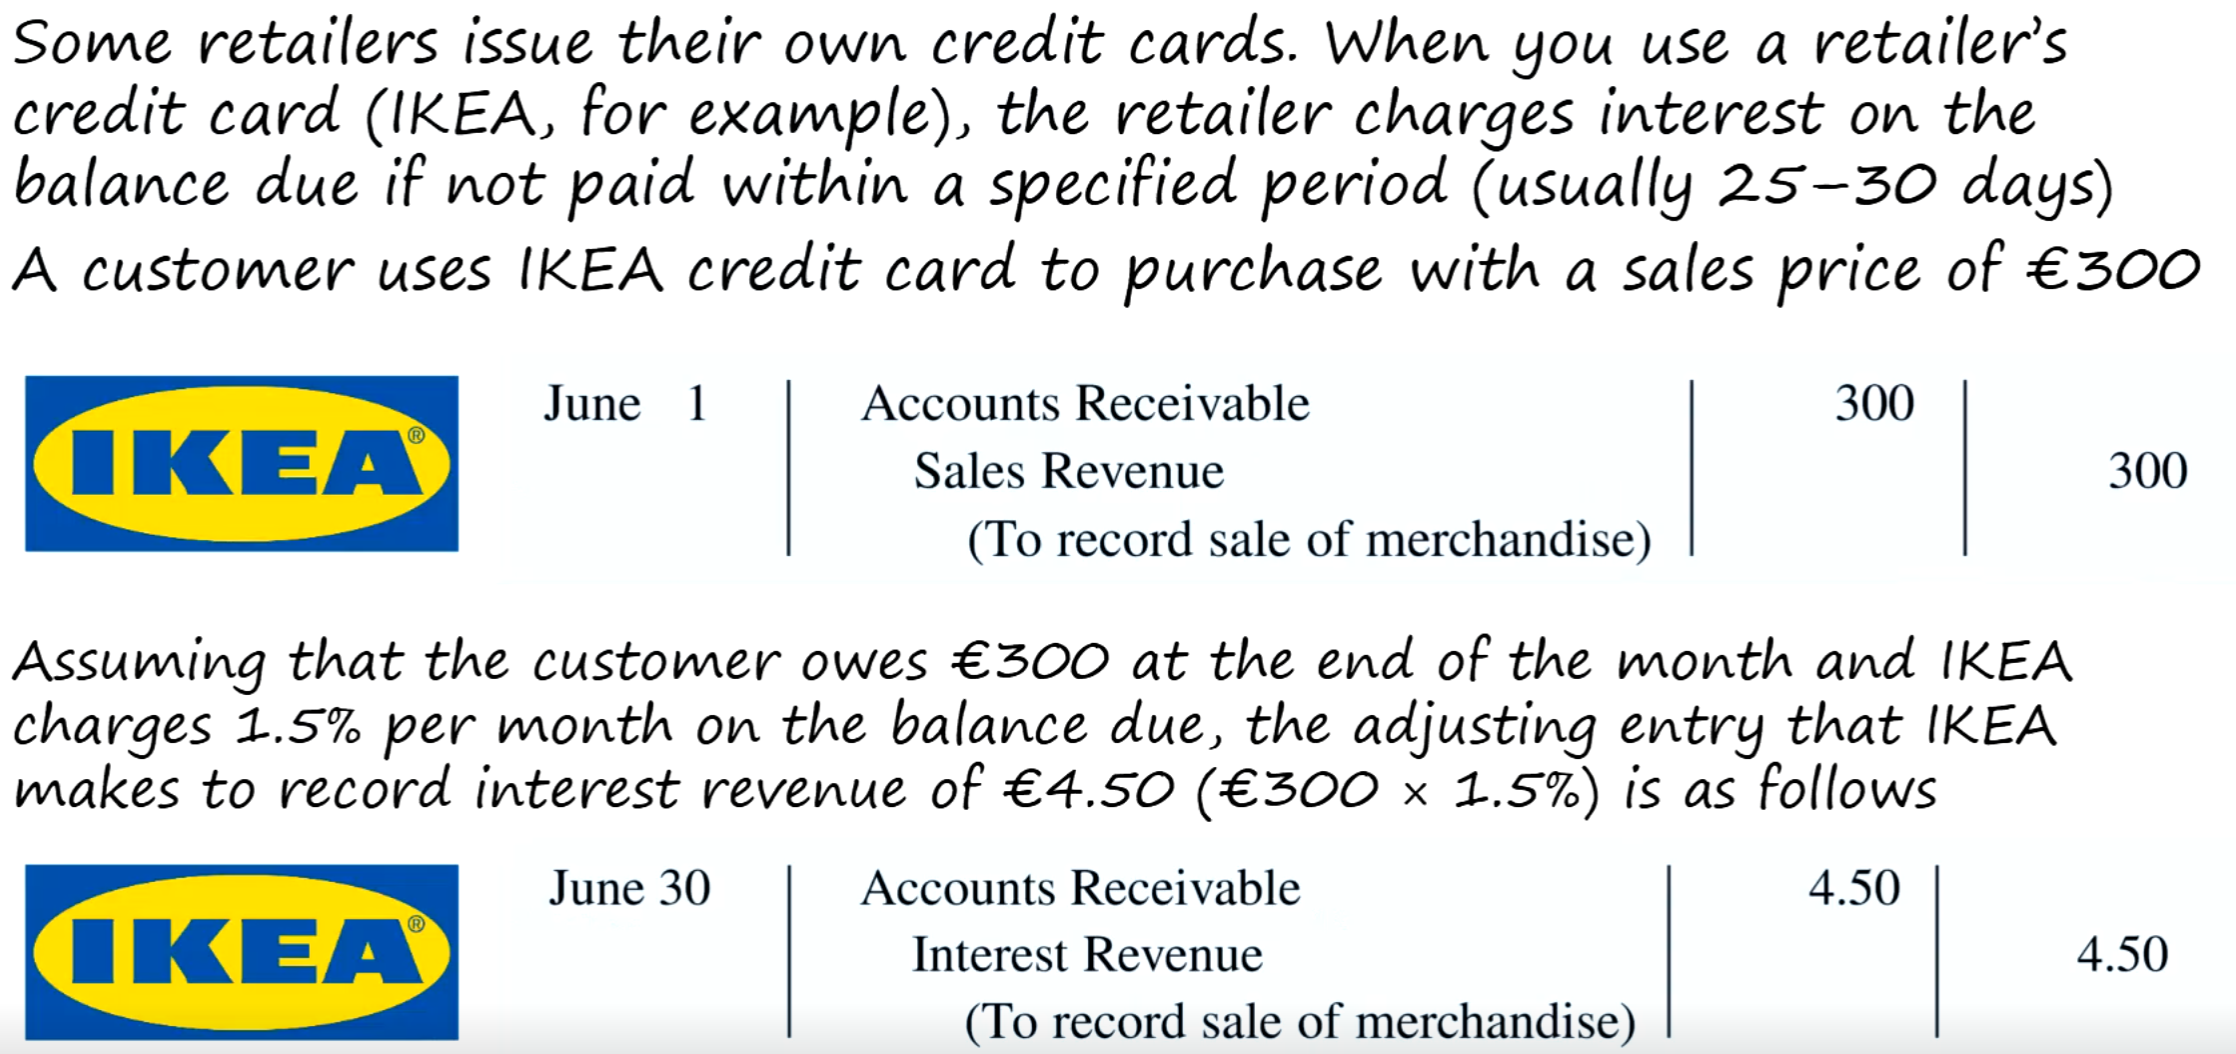 Some retailers issue their own credit cards. When you use a retailer's
credit card (IKEA, for example), the retailer charges interest on the
balance due if not paid within a specified period (usually 25–30 days)
A customer uses IKEA credit card to purchase with a sales price of €300
IKEA®
June 1 Accounts Receivable 300
Sales Revenue 300
(To record sale of merchandise)
Assuming that the customer owes €300 at the end of the month and IKEA
charges 1.5% per month on the balance due, the adjusting entry that IKEA
makes to record interest revenue of €4.50 (€300 × 1.5%) is as follows
IKEA®
June 30 Accounts Receivable 4.50
Interest Revenue 4.50
(To record sale of merchandise)